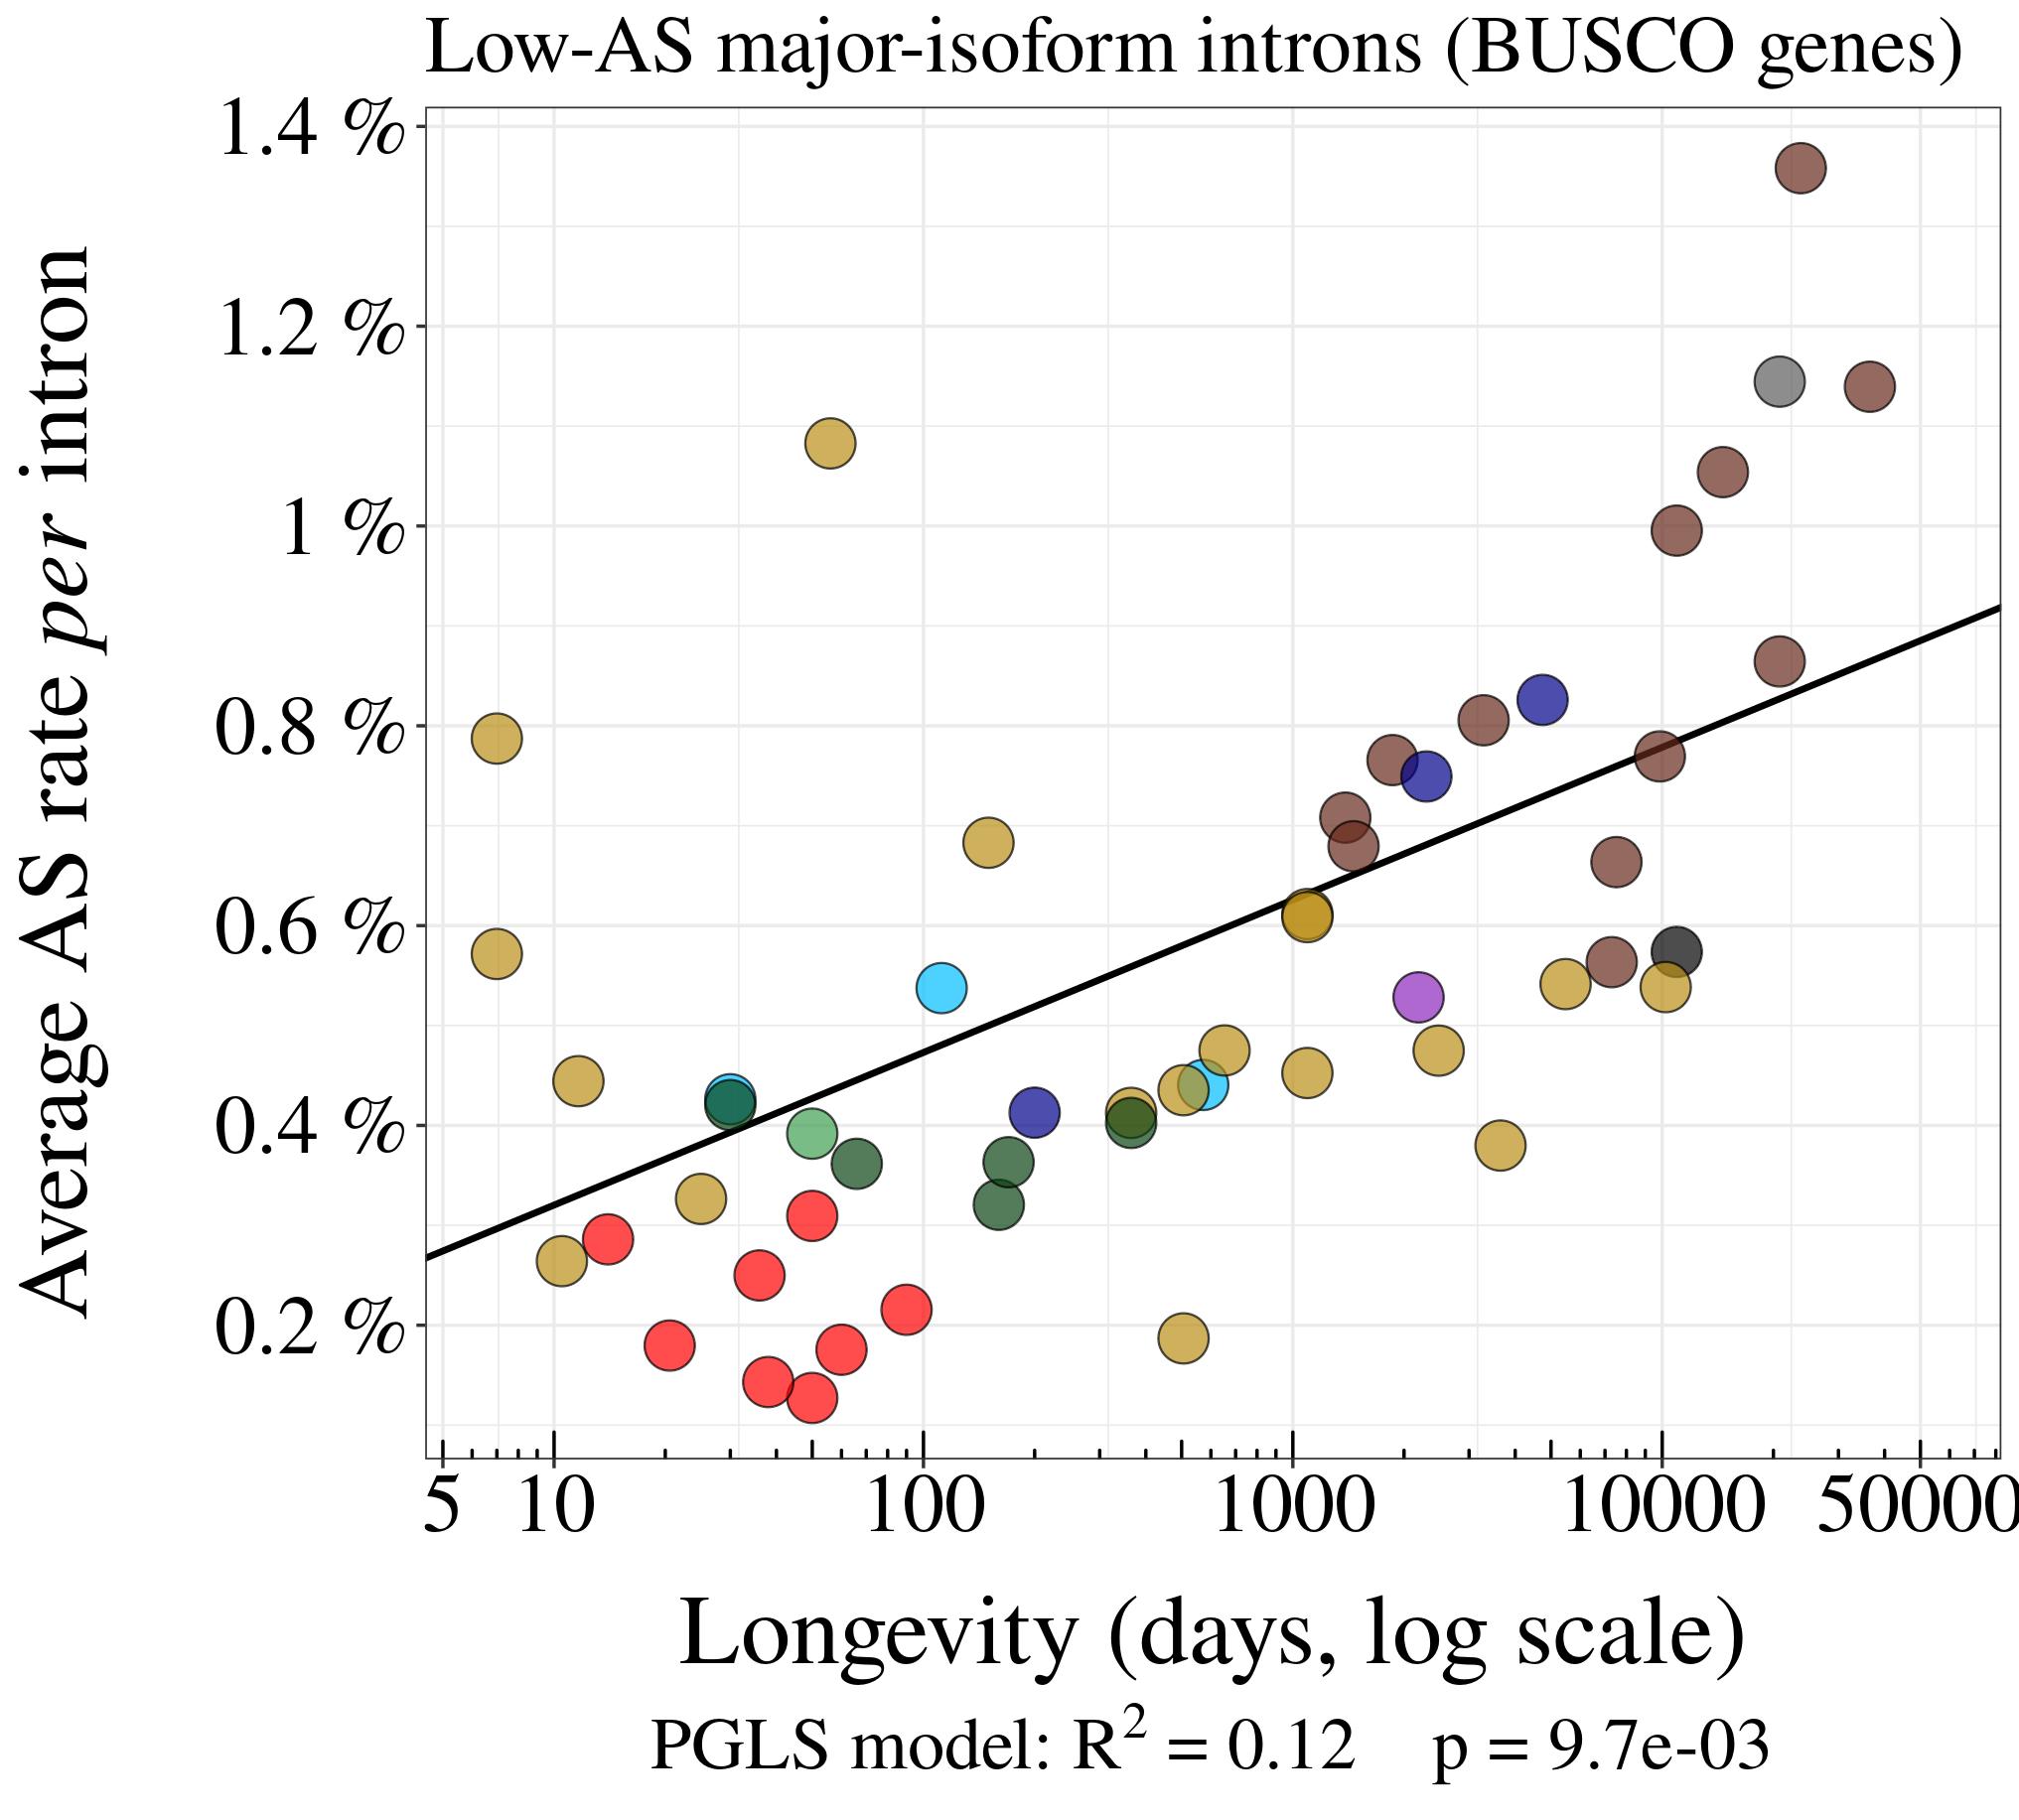 Low-AS major-isoform introns (BUSCO genes)
Average AS rate per intron
1.4 %
1.2 %
1 %
0.8 %
0.6 %
0.4 %
0.2 %
5 10 100 1000 10000 50000
Longevity (days, log scale)
PGLS model: R² = 0.12 p = 9.7e-03